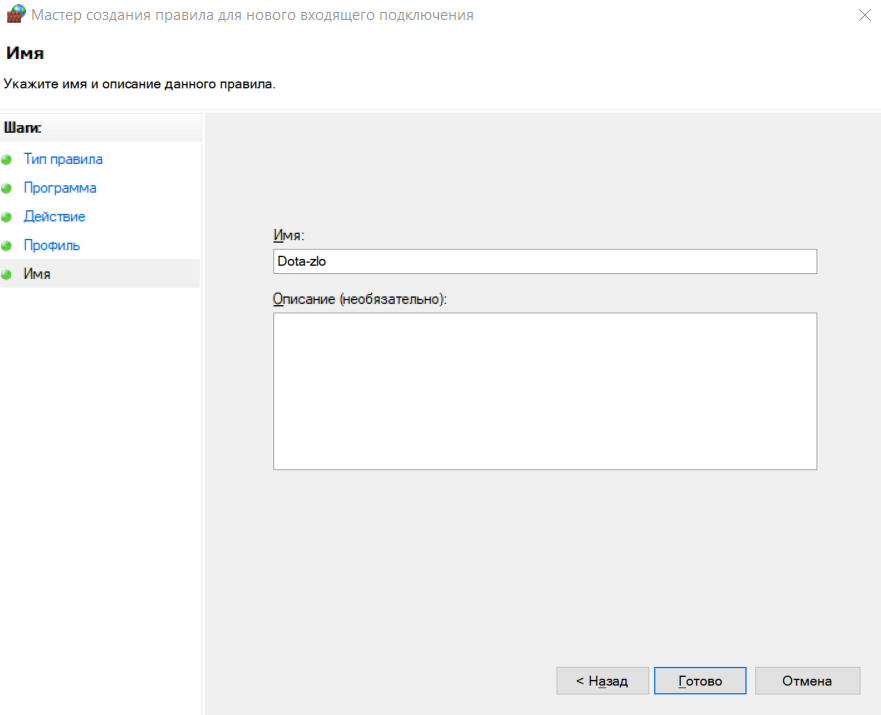 Мастер создания правила для нового входящего подключения
Имя
Укажите имя и описание данного правила.
Шаги:
Тип правила
Программа
Действие
Профиль
Имя
Имя:
Dota-zlo
Описание (необязательно):
< Назад
Готово
Отмена